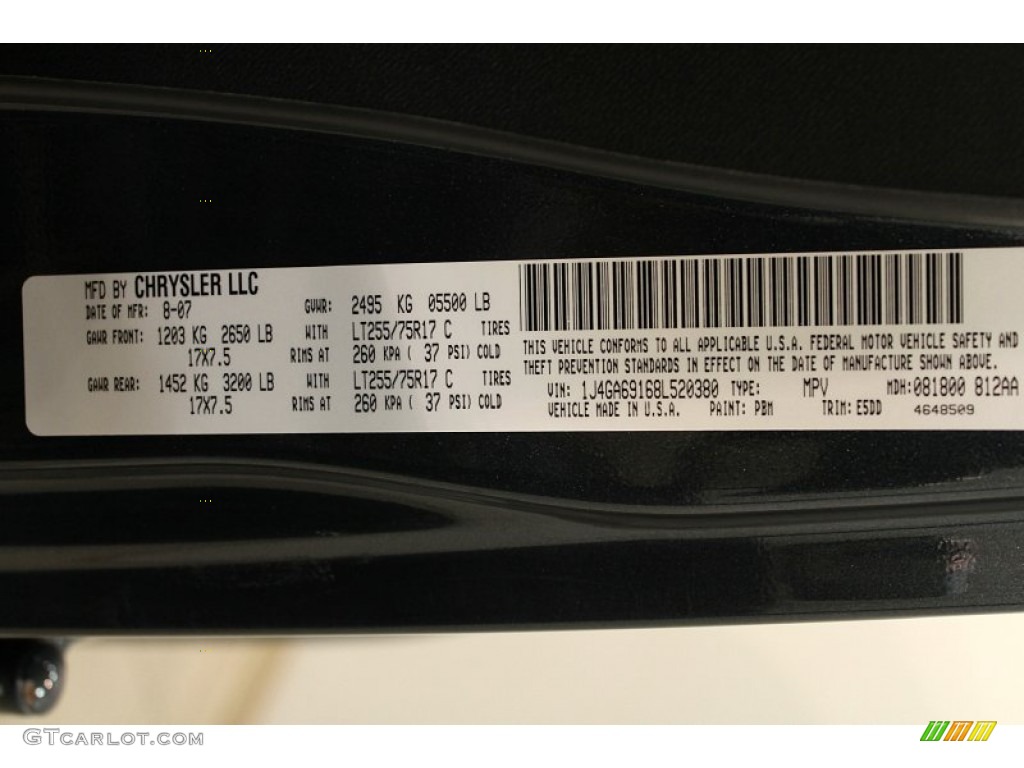 MFD BY CHRYSLER LLC
DATE OF MFR: 8-07 GVWR: 2495 KG 05500 LB
GAWR FRONT: 1203 KG 2650 LB WITH LT255/75R17 C TIRES
17X7.5 RIMS AT 260 KPA ( 37 PSI) COLD
GAWR REAR: 1452 KG 3200 LB WITH LT255/75R17 C TIRES
17X7.5 RIMS AT 260 KPA ( 37 PSI) COLD
THIS VEHICLE CONFORMS TO ALL APPLICABLE U.S.A. FEDERAL MOTOR VEHICLE SAFETY AND
THEFT PREVENTION STANDARDS IN EFFECT ON THE DATE OF MANUFACTURE SHOWN ABOVE.
VIN: 1J4GA69168L520380 TYPE: MPV MDH: 081800 812AA
VEHICLE MADE IN U.S.A. PAINT: PBM TRIM: E5DD 4648509
GTCARLOT.COM